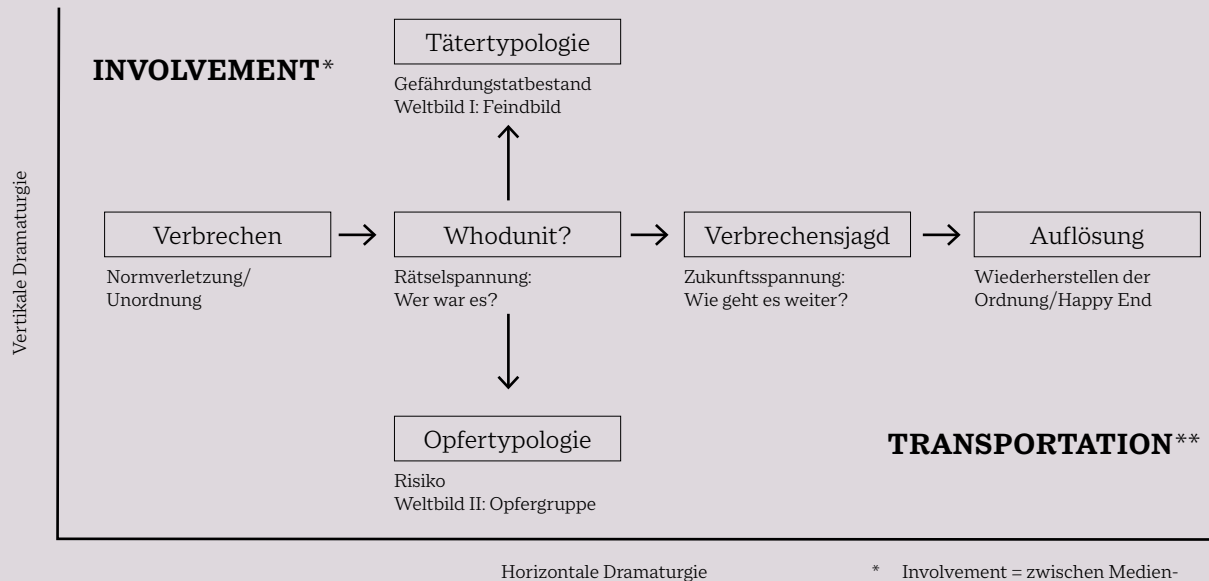 INVOLVEMENT*
Tätertypologie
Gefährdungstatbestand
Weltbild I: Feindbild
Vertikale Dramaturgie
Verbrechen
Normverletzung/
Unordnung
Whodunit?
Rätselspannung:
Wer war es?
Verbrechensjagd
Zukunftsspannung:
Wie geht es weiter?
Auflösung
Wiederherstellen der
Ordnung/Happy End
Opfertypologie
Risiko
Weltbild II: Opfergruppe
TRANSPORTATION**
Horizontale Dramaturgie
* Involvement = zwischen Medien-